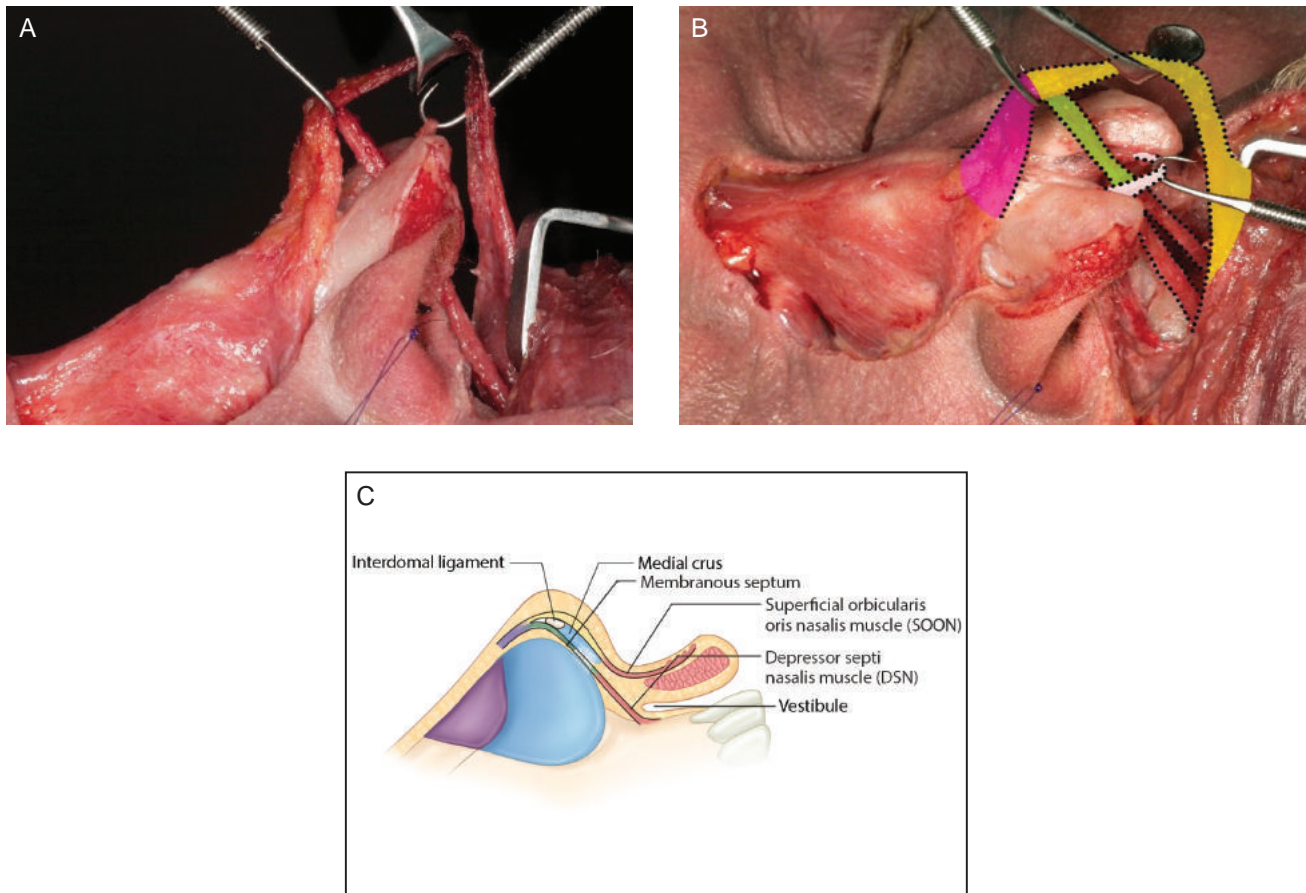 A
B
C
Interdomal ligament
Medial crus
Membranous septum
Superficial orbicularis
oris nasalis muscle (SOON)
Depressor septi
nasalis muscle (DSN)
Vestibule